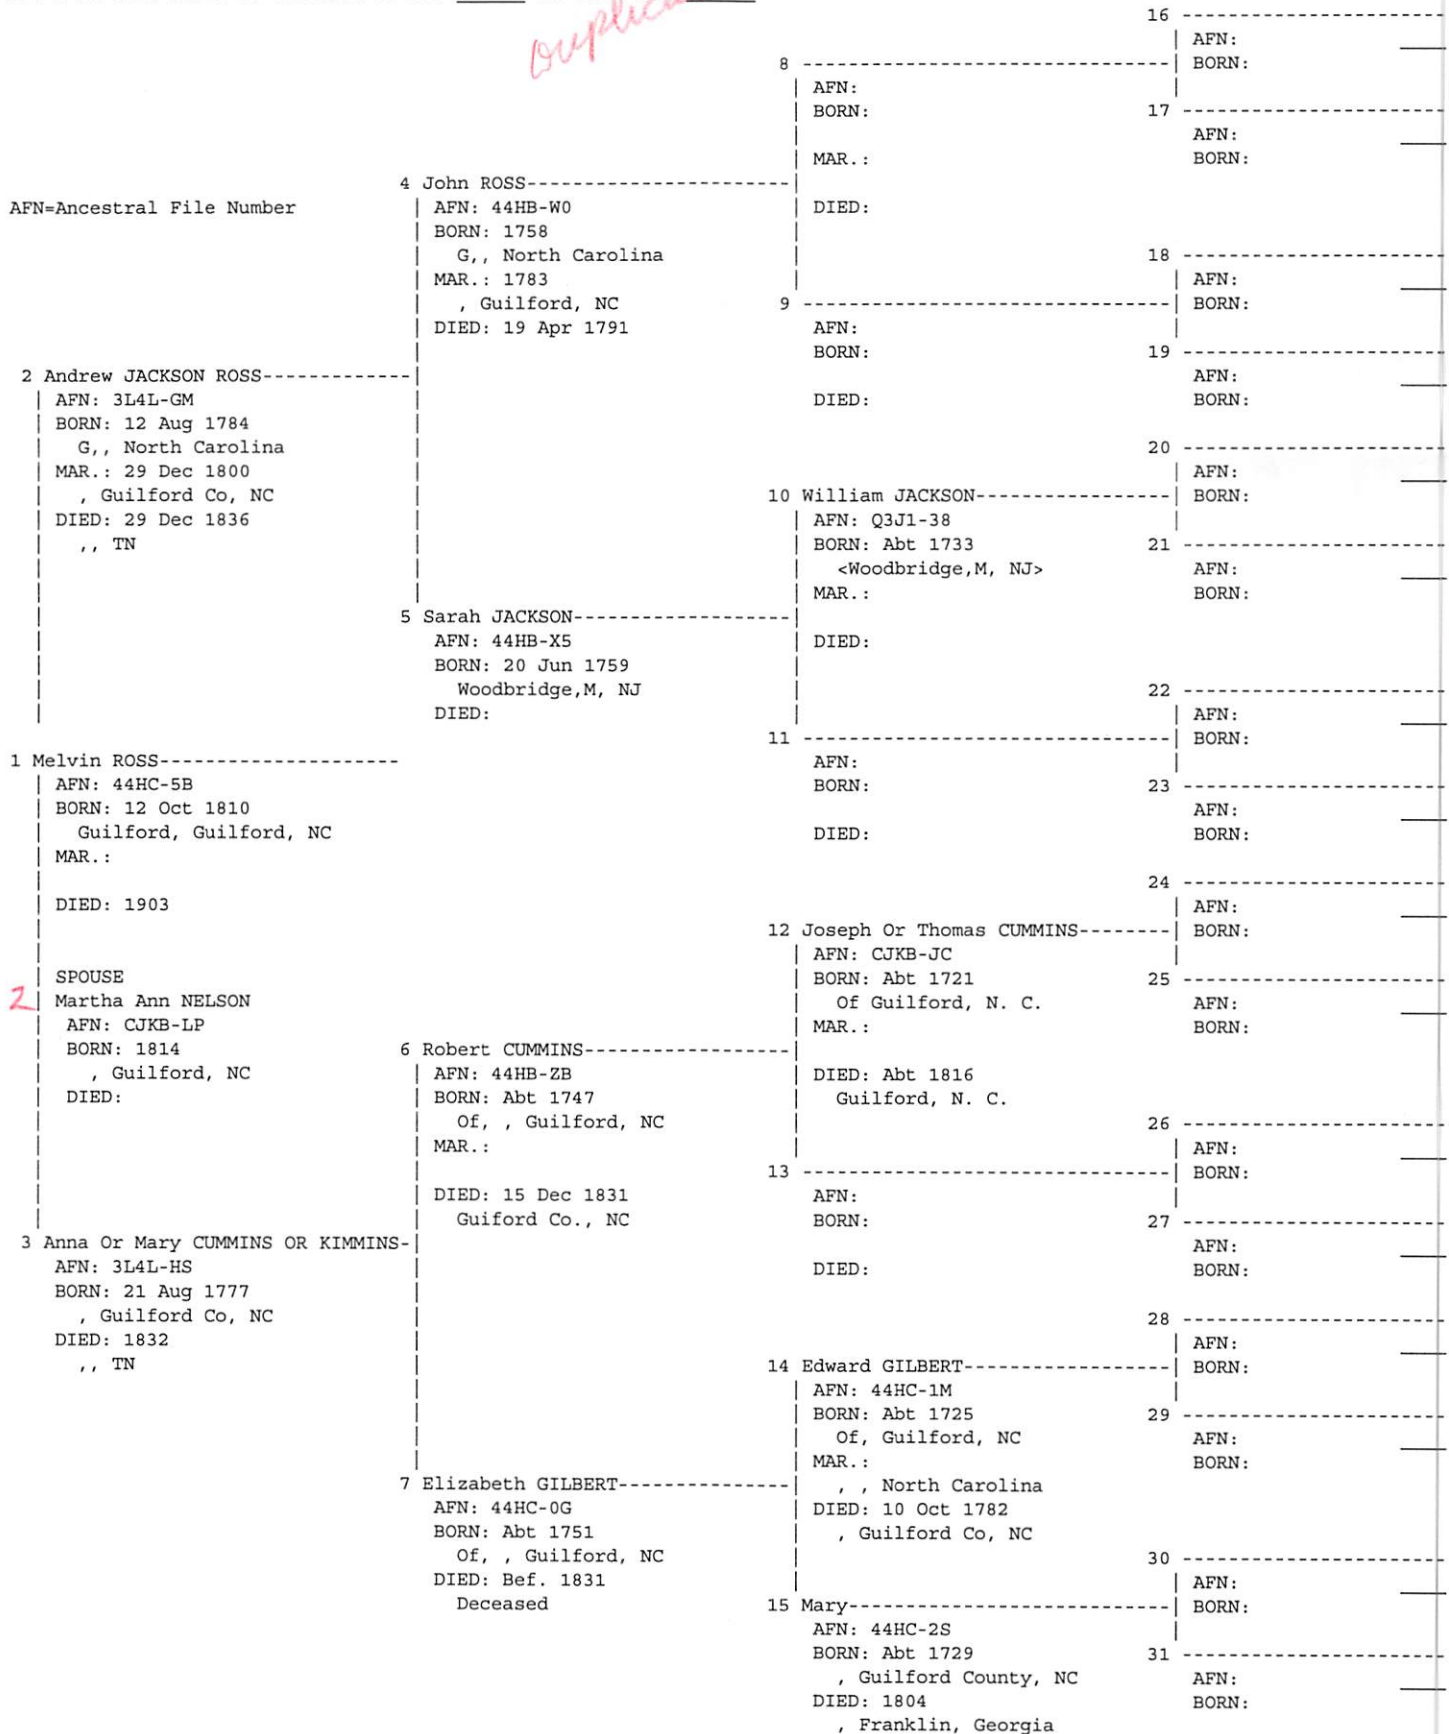 AFN=Ancestral File Number
2 Andrew JACKSON ROSS
AFN: 3L4L-GM
BORN: 12 Aug 1784
G,, North Carolina
MAR.: 29 Dec 1800
, Guilford Co, NC
DIED: 29 Dec 1836
,, TN
1 Melvin ROSS
AFN: 44HC-5B
BORN: 12 Oct 1810
Guilford, Guilford, NC
MAR.:
DIED: 1903
SPOUSE
2 Martha Ann NELSON
AFN: CJKB-LP
BORN: 1814
, Guilford, NC
DIED:
3 Anna Or Mary CUMMINS OR KIMMINS-
AFN: 3L4L-HS
BORN: 21 Aug 1777
, Guilford Co, NC
DIED: 1832
,, TN
4 John ROSS
AFN: 44HB-W0
BORN: 1758
G,, North Carolina
MAR.: 1783
, Guilford, NC
DIED: 19 Apr 1791
5 Sarah JACKSON
AFN: 44HB-X5
BORN: 20 Jun 1759
Woodbridge,M, NJ
DIED:
6 Robert CUMMINS
AFN: 44HB-ZB
BORN: Abt 1747
Of, , Guilford, NC
MAR.:
DIED: 15 Dec 1831
Guiford Co., NC
7 Elizabeth GILBERT
AFN: 44HC-0G
BORN: Abt 1751
Of, , Guilford, NC
DIED: Bef. 1831
Deceased
8
AFN:
BORN:
MAR.:
DIED:
9
AFN:
BORN:
DIED:
10 William JACKSON
AFN: Q3J1-38
BORN: Abt 1733
<Woodbridge,M, NJ>
MAR.:
DIED:
11
AFN:
BORN:
DIED:
12 Joseph Or Thomas CUMMINS
AFN: CJKB-JC
BORN: Abt 1721
Of Guilford, N. C.
MAR.:
DIED: Abt 1816
Guilford, N. C.
13
AFN:
BORN:
DIED:
14 Edward GILBERT
AFN: 44HC-1M
BORN: Abt 1725
Of, Guilford, NC
MAR.:
, , North Carolina
DIED: 10 Oct 1782
, Guilford Co, NC
15 Mary
AFN: 44HC-2S
BORN: Abt 1729
, Guilford County, NC
DIED: 1804
, Franklin, Georgia
16
AFN:
BORN:
17
AFN:
BORN:
18
AFN:
BORN:
19
AFN:
BORN:
20
AFN:
BORN:
21
AFN:
BORN:
22
AFN:
BORN:
23
AFN:
BORN:
24
AFN:
BORN:
25
AFN:
BORN:
26
AFN:
BORN:
27
AFN:
BORN:
28
AFN:
BORN:
29
AFN:
BORN:
30
AFN:
BORN:
31
AFN:
BORN: